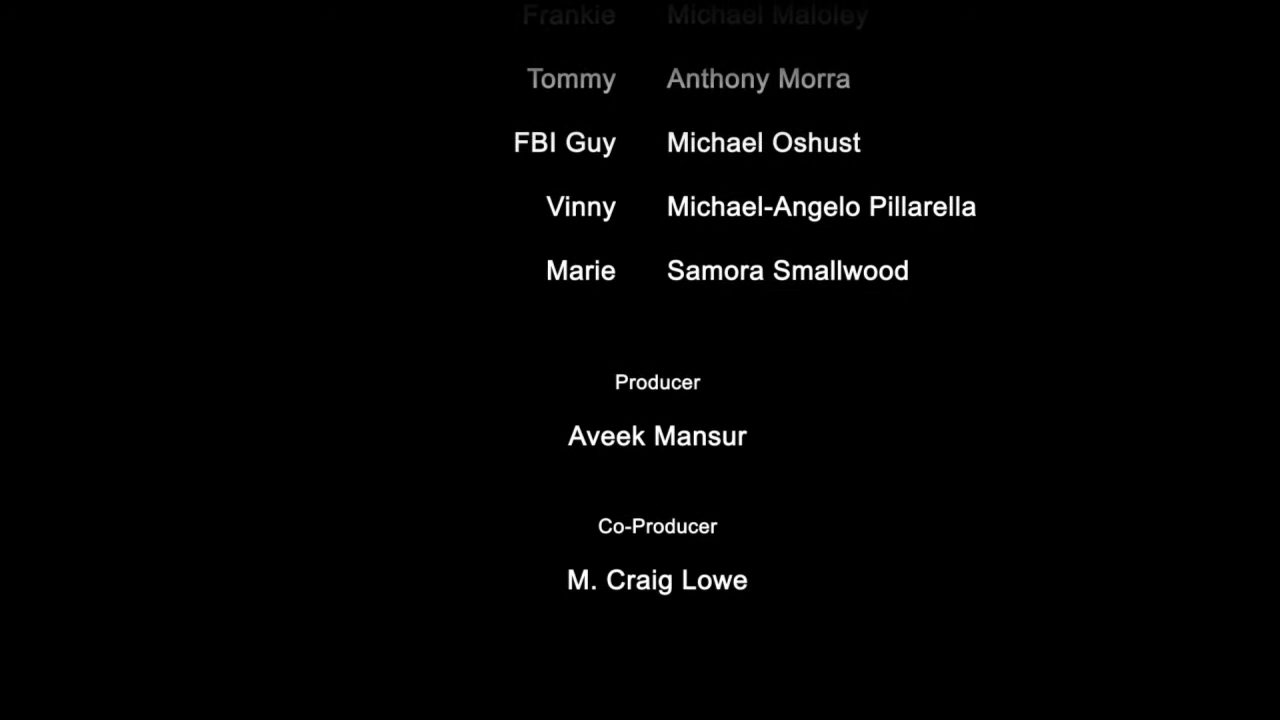 Frankie Michael Maloley
Tommy Anthony Morra
FBI Guy Michael Oshust
Vinny Michael-Angelo Pillarella
Marie Samora Smallwood
Producer
Aveek Mansur
Co-Producer
M. Craig Lowe